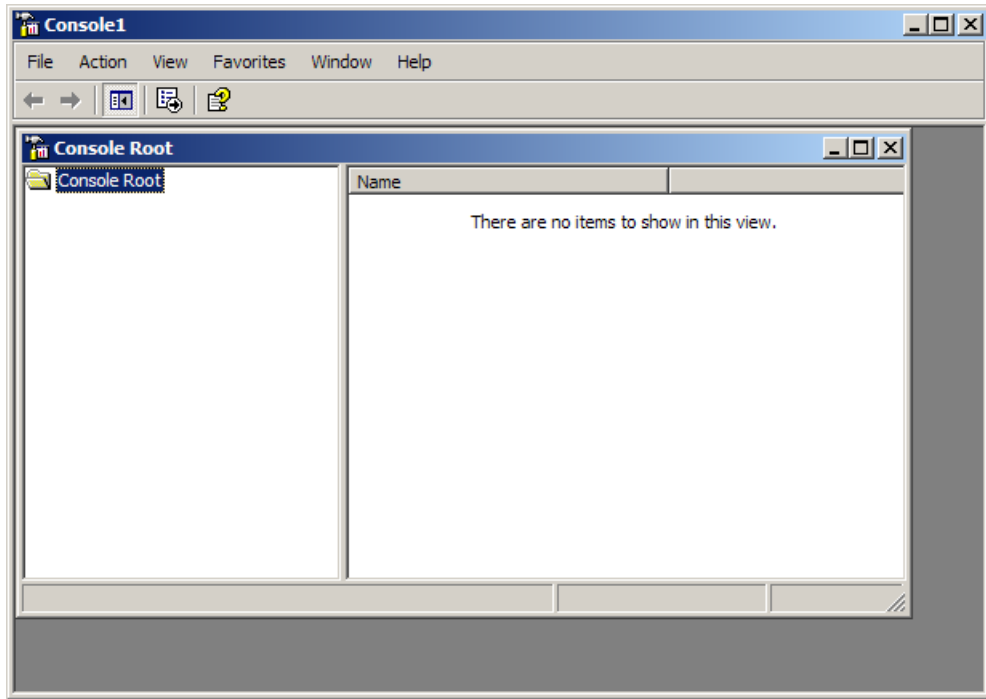 Console1
File Action View Favorites Window Help
Console Root
Console Root
Name
There are no items to show in this view.